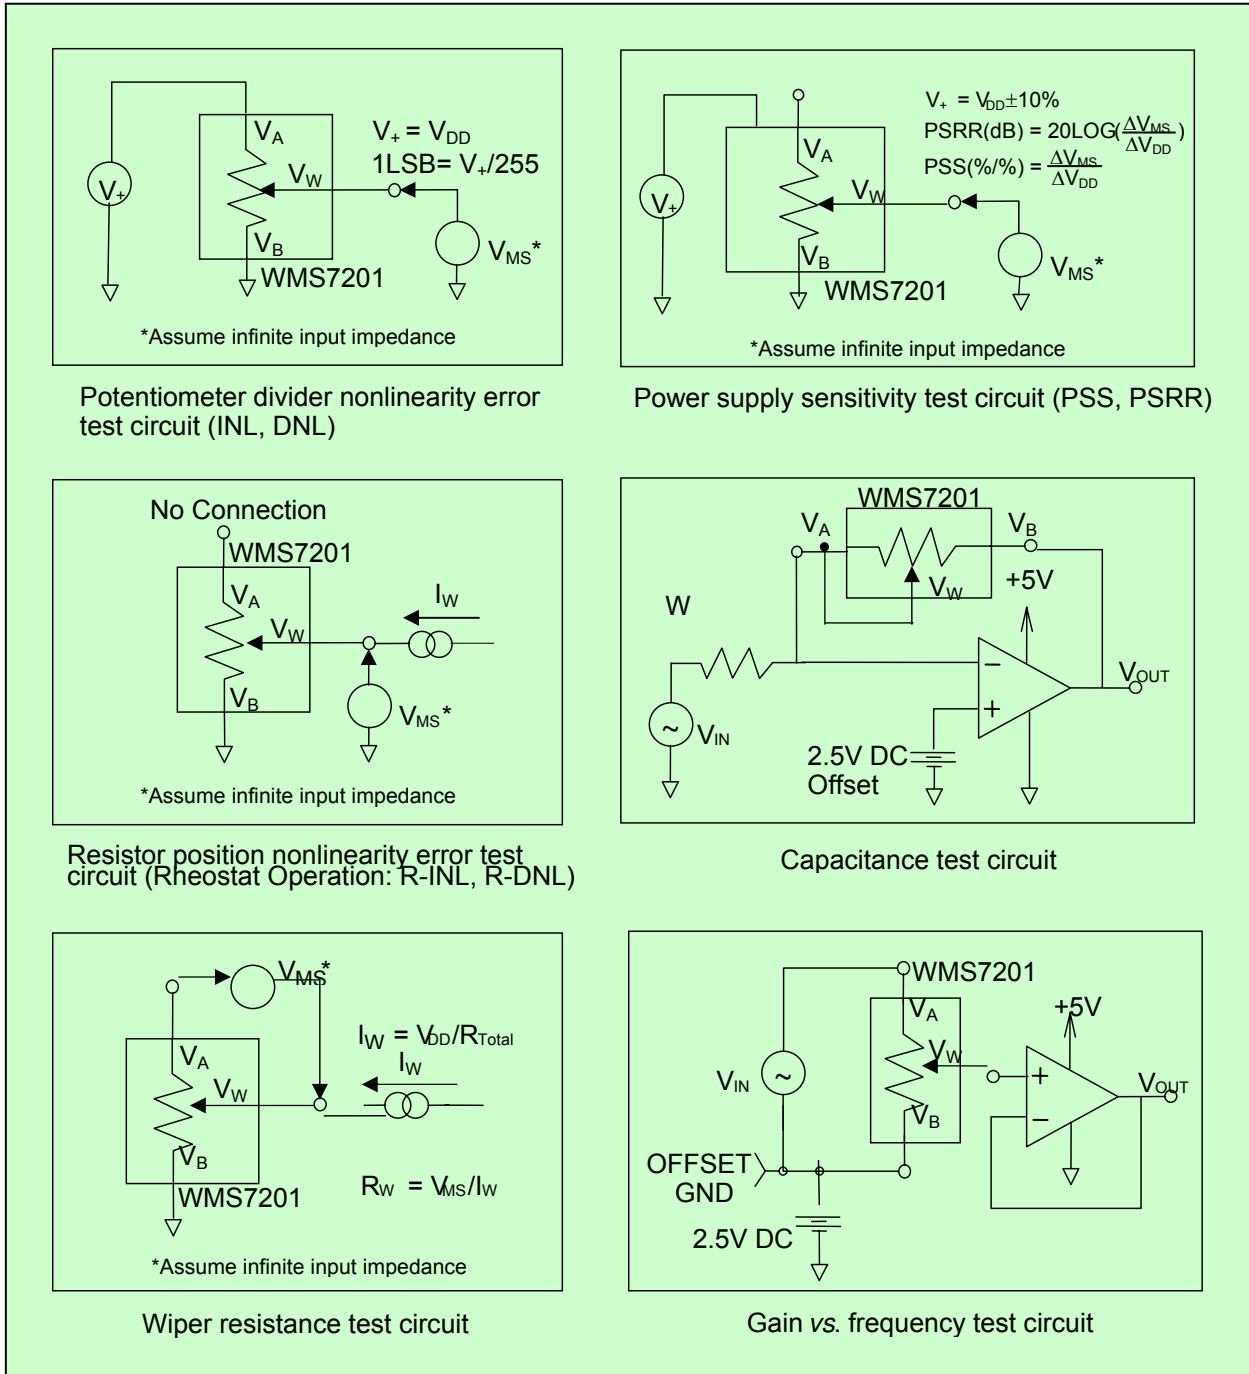 V+
VA
VW
VB
V+ = VDD
1LSB= V+/255
VMS*
WMS7201
*Assume infinite input impedance
Potentiometer divider nonlinearity error
test circuit (INL, DNL)
V+
VA
VW
VB
V+ = VDD±10%
PSRR(dB) = 20LOG(ΔVMS/ΔVDD)
PSS(%/%) = ΔVMS/ΔVDD
VMS*
WMS7201
*Assume infinite input impedance
Power supply sensitivity test circuit (PSS, PSRR)
No Connection
WMS7201
VA
VW
VB
IW
VMS*
*Assume infinite input impedance
Resistor position nonlinearity error test
circuit (Rheostat Operation: R-INL, R-DNL)
WMS7201
VA
VB
VW
+5V
W
−
+
VOUT
~
VIN
2.5V DC
Offset
Capacitance test circuit
VMS*
VA
VW
VB
IW = VDD/RTotal
IW
WMS7201
RW = VMS/IW
*Assume infinite input impedance
Wiper resistance test circuit
WMS7201
VA
VW
VB
+5V
VIN
~
+
−
VOUT
OFFSET
GND
2.5V DC
Gain vs. frequency test circuit